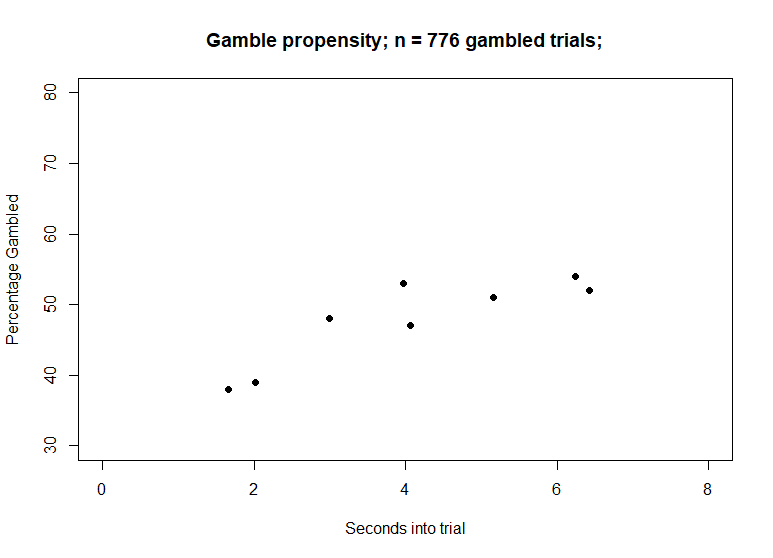 Gamble propensity; n = 776 gambled trials;
Percentage Gambled
80
70
60
50
40
30
0 2 4 6 8
Seconds into trial